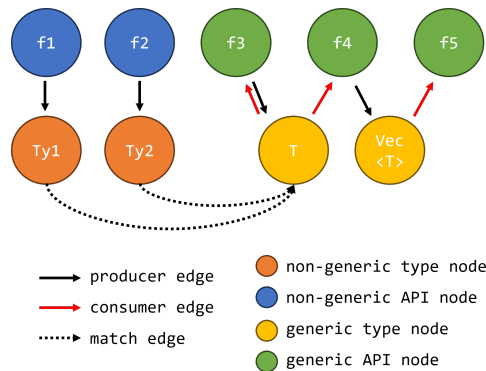 f1 f2 f3 f4 f5
Ty1 Ty2 T Vec
<T>
producer edge
consumer edge
match edge
non-generic type node
non-generic API node
generic type node
generic API node